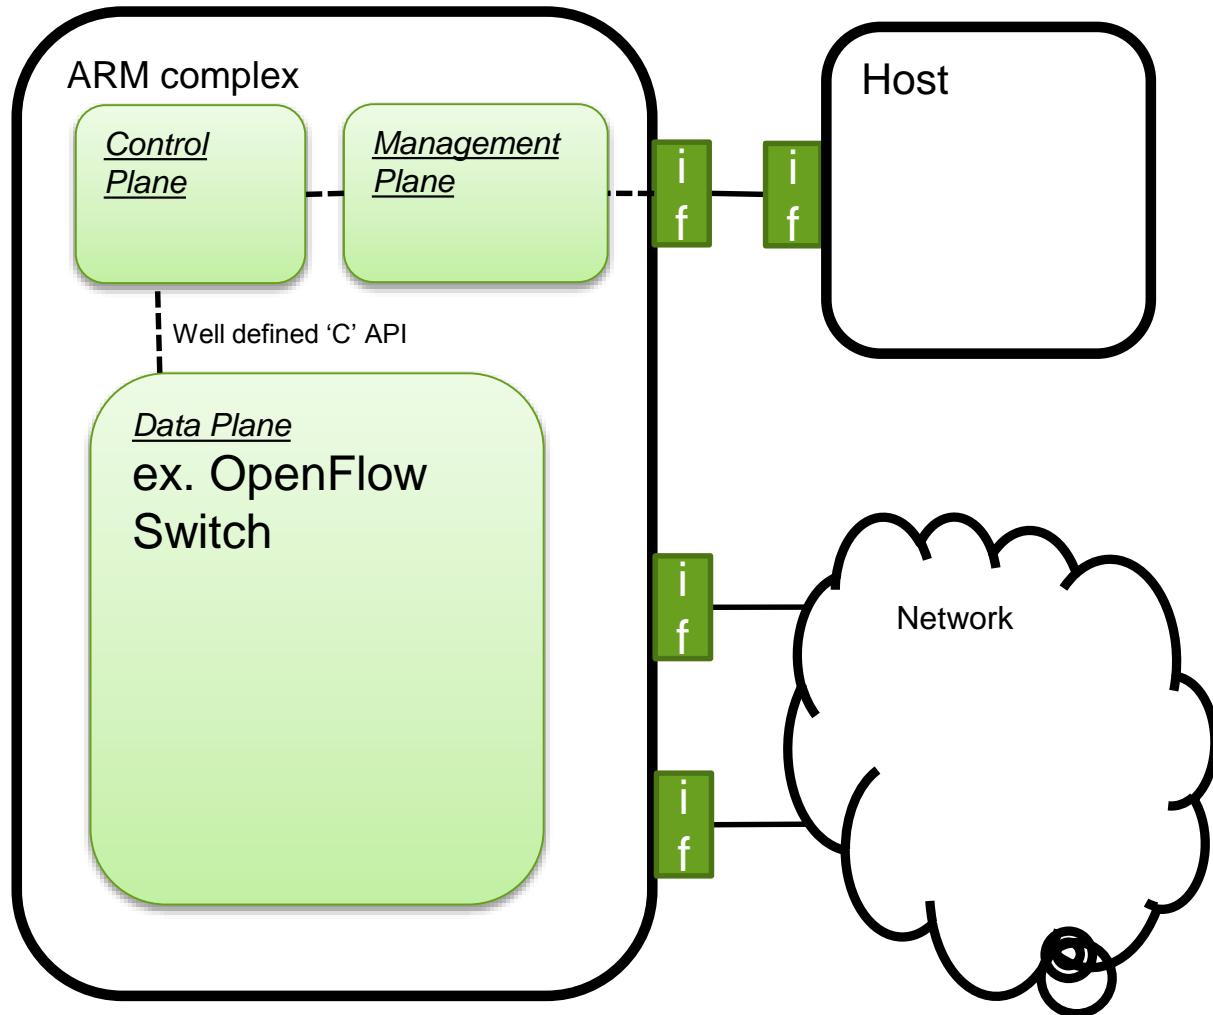 ARM complex
Host
Control
Plane
Management
Plane
i
f
i
f
Well defined ‘C’ API
Data Plane
ex. OpenFlow
Switch
i
f
Network
i
f